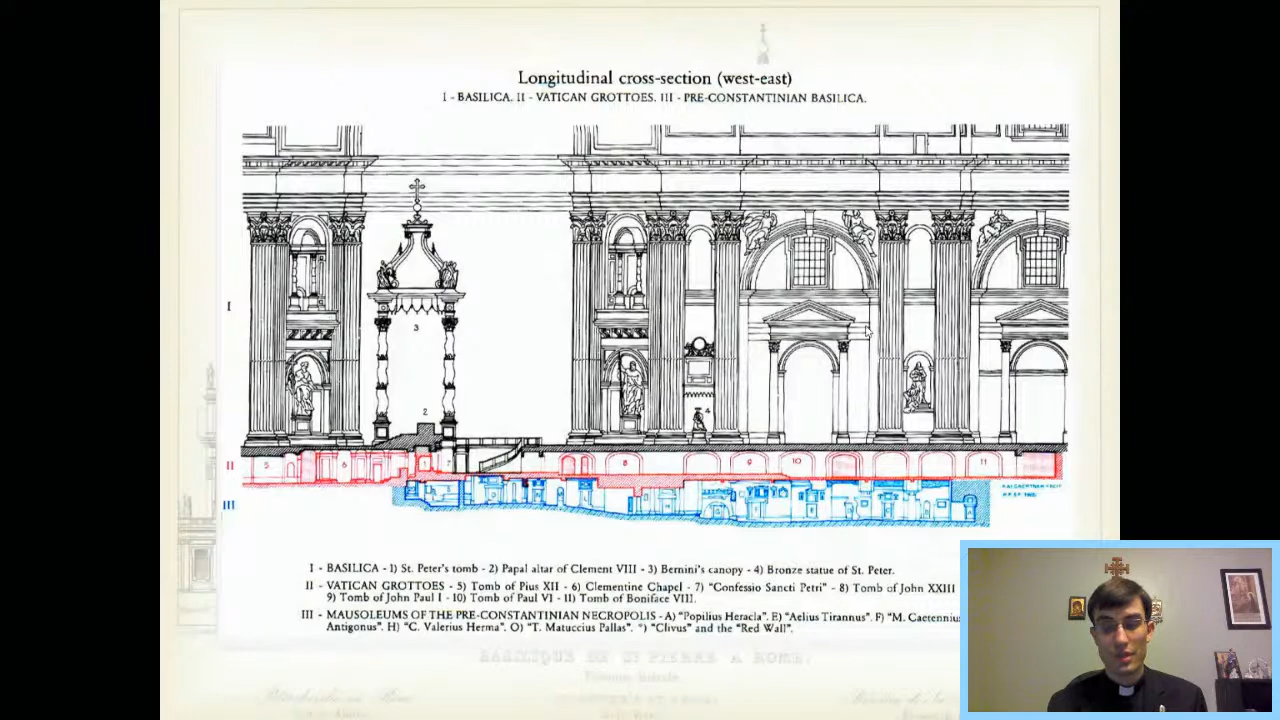 Longitudinal cross-section (west-east)
I - BASILICA. II - VATICAN GROTTOES. III - PRE-CONSTANTINIAN BASILICA.
I
3
2
4
II
5
6
8
9
10
11
III
I - BASILICA - 1) St. Peter's tomb - 2) Papal altar of Clement VIII - 3) Bernini's canopy - 4) Bronze statue of St. Peter.
II - VATICAN GROTTOES - 5) Tomb of Pius XII - 6) Clementine Chapel - 7) "Confessio Sancti Petri" - 8) Tomb of John XXIII
9) Tomb of John Paul I - 10) Tomb of Paul VI - 11) Tomb of Boniface VIII.
III - MAUSOLEUMS OF THE PRE-CONSTANTINIAN NECROPOLIS - A) "Popilius Heracla". E) "Aelius Tirannus". F) "M. Caetennius
Antigonus". H) "C. Valerius Herma". O) "T. Matuccius Pallas". *) "Clivus" and the "Red Wall".
BASILIQUE DE ST PIERRE A ROME.